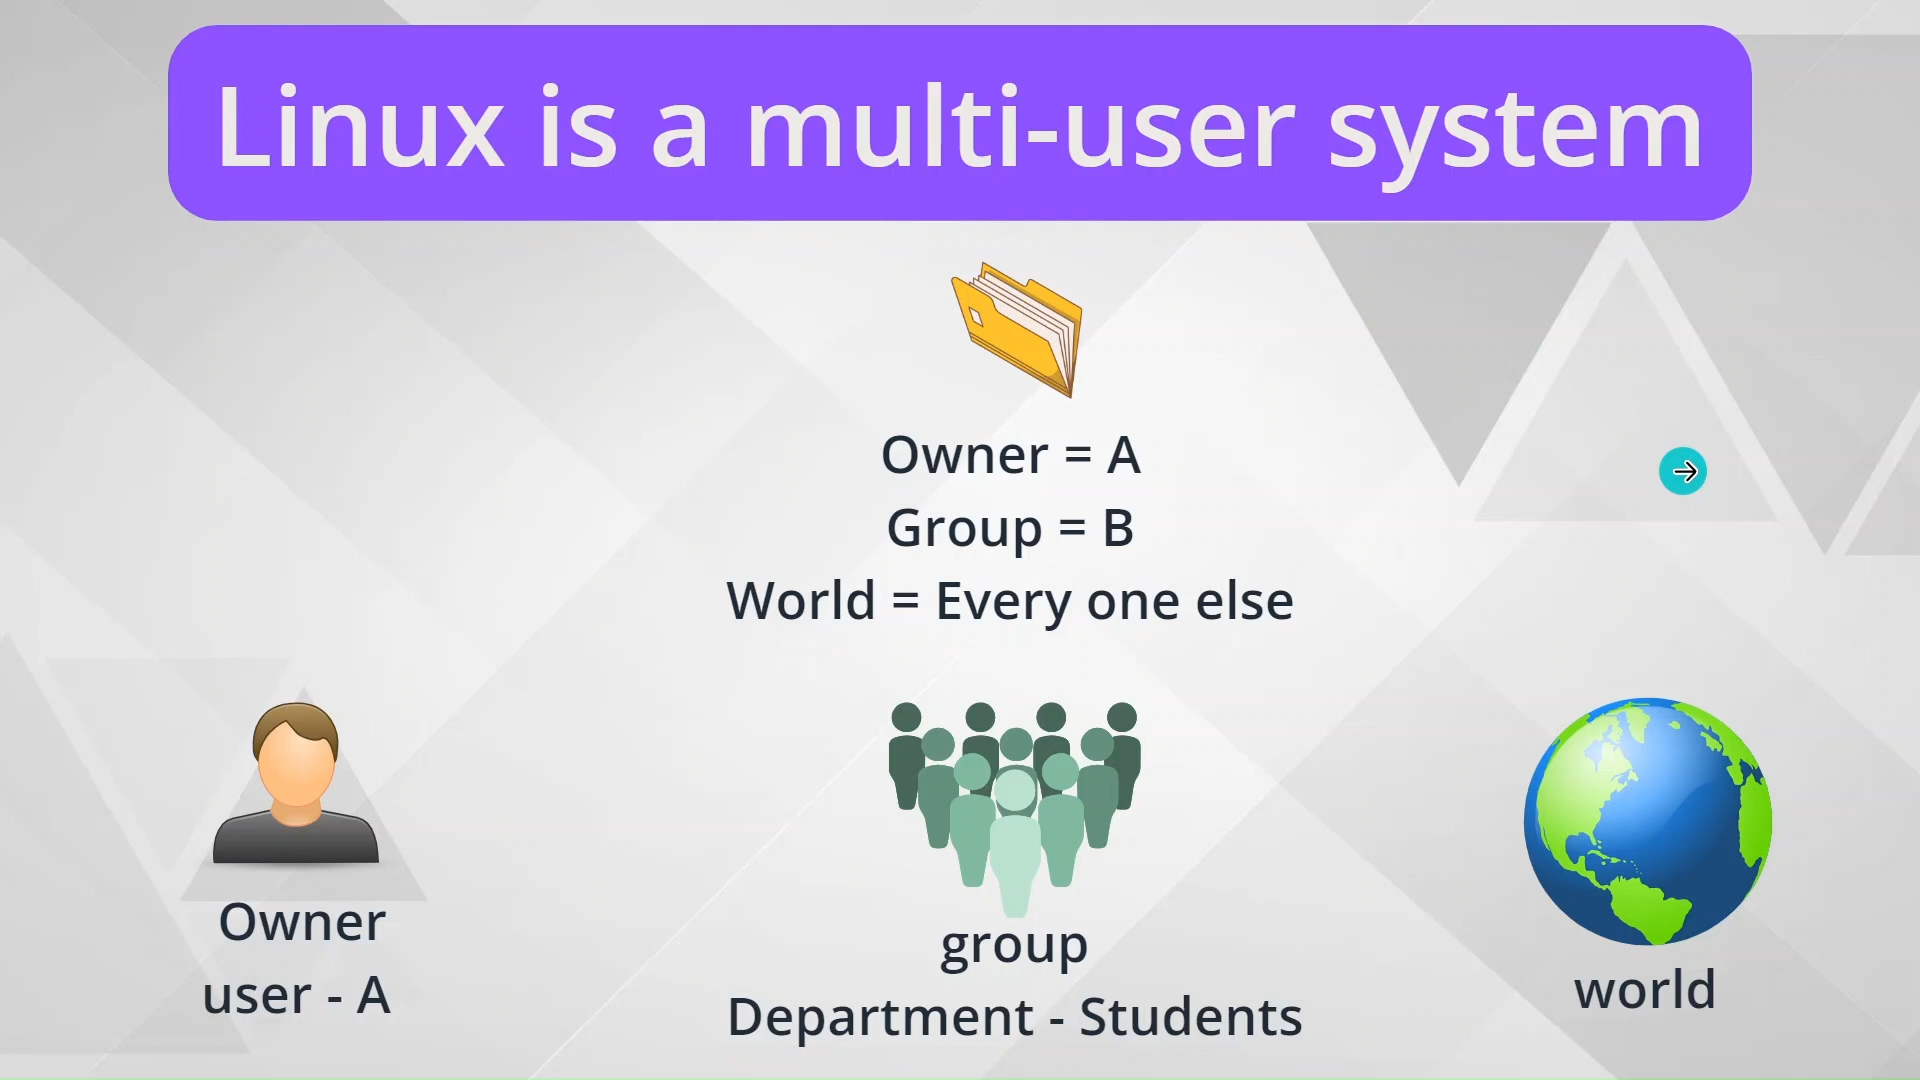 Linux is a multi-user system
Owner = A
Group = B
World = Every one else
Owner
user - A
group
Department - Students
world